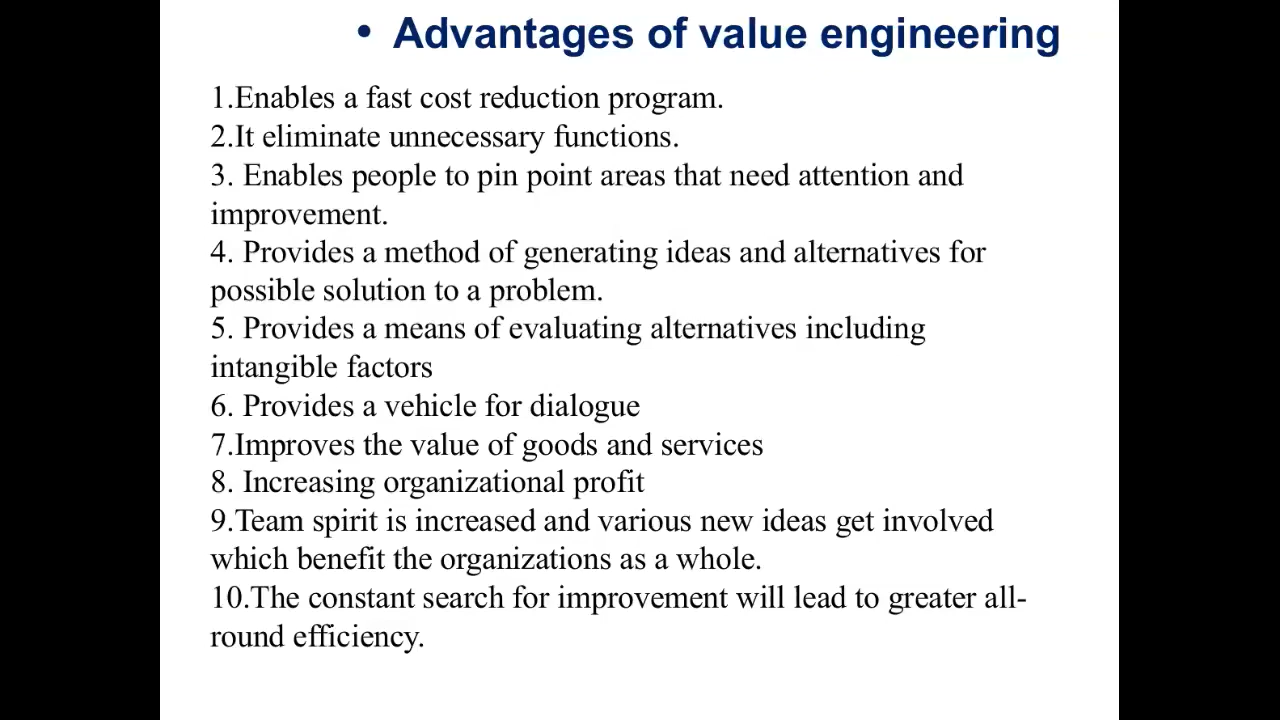 • Advantages of value engineering
1.Enables a fast cost reduction program.
2.It eliminate unnecessary functions.
3. Enables people to pin point areas that need attention and
improvement.
4. Provides a method of generating ideas and alternatives for
possible solution to a problem.
5. Provides a means of evaluating alternatives including
intangible factors
6. Provides a vehicle for dialogue
7.Improves the value of goods and services
8. Increasing organizational profit
9.Team spirit is increased and various new ideas get involved
which benefit the organizations as a whole.
10.The constant search for improvement will lead to greater all-
round efficiency.